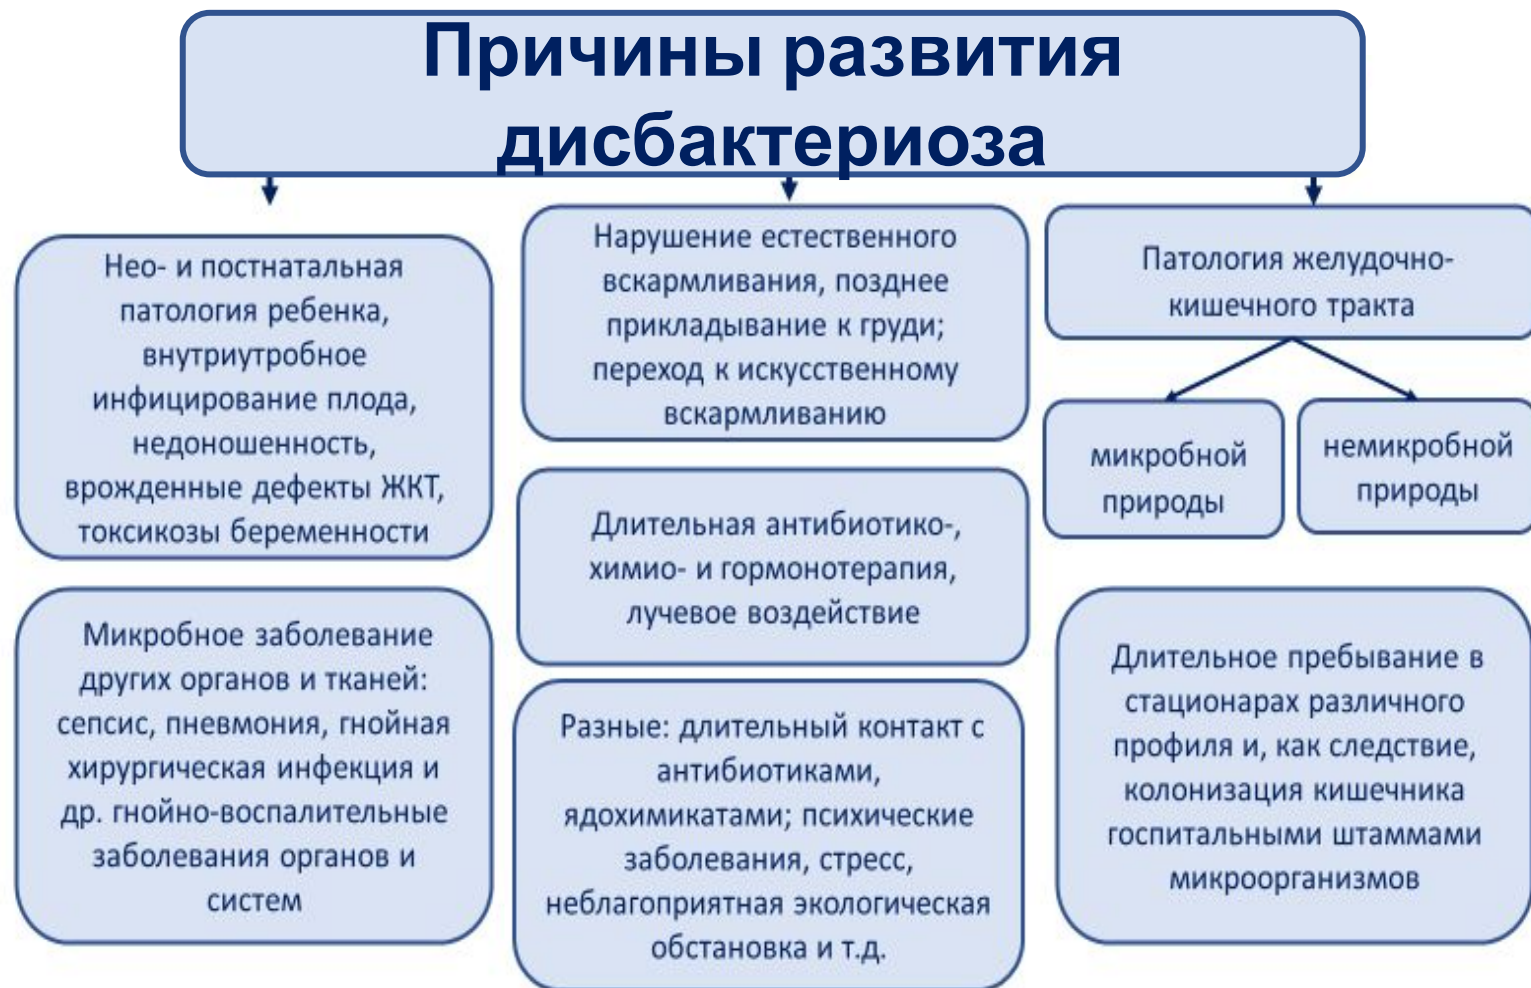 Причины развития
дисбактериоза
Нео- и постнатальная
патология ребенка,
внутриутробное
инфицирование плода,
недоношенность,
врожденные дефекты ЖКТ,
токсикозы беременности
Микробное заболевание
других органов и тканей:
сепсис, пневмония, гнойная
хирургическая инфекция и
др. гнойно-воспалительные
заболевания органов и
систем
Нарушение естественного
вскармливания, позднее
прикладывание к груди;
переход к искусственному
вскармливанию
Длительная антибиотико-,
химио- и гормонотерапия,
лучевое воздействие
Разные: длительный контакт с
антибиотиками,
ядохимикатами; психические
заболевания, стресс,
неблагоприятная экологическая
обстановка и т.д.
Патология желудочно-
кишечного тракта
микробной
природы
немикробной
природы
Длительное пребывание в
стационарах различного
профиля и, как следствие,
колонизация кишечника
госпитальными штаммами
микроорганизмов